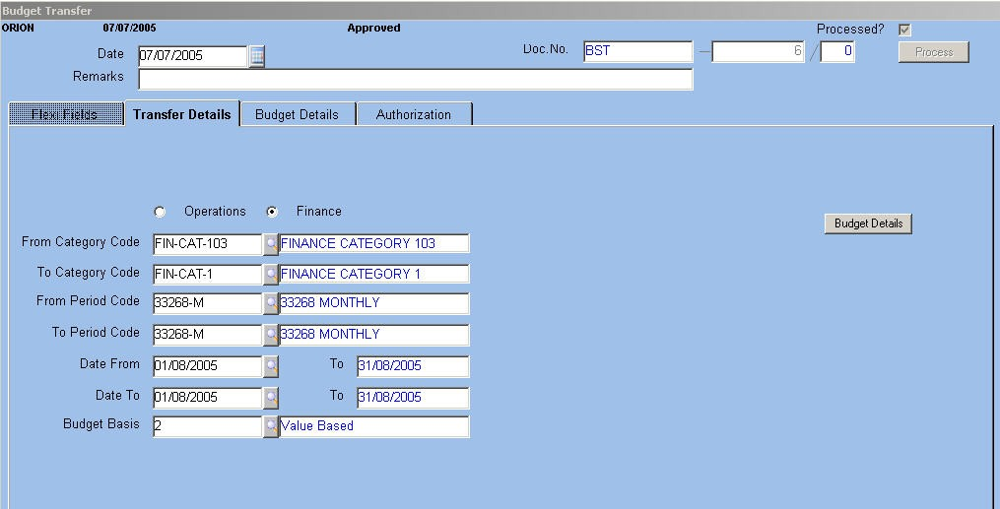 Budget Transfer
ORION 07/07/2005 Approved Processed?
Date 07/07/2005 Doc.No. BST — 6 / 0 Process
Remarks
Flexi Fields Transfer Details Budget Details Authorization
Operations Finance
Budget Details
From Category Code FIN-CAT-103 FINANCE CATEGORY 103
To Category Code FIN-CAT-1 FINANCE CATEGORY 1
From Period Code 33268-M 33268 MONTHLY
To Period Code 33268-M 33268 MONTHLY
Date From 01/08/2005 To 31/08/2005
Date To 01/08/2005 To 31/08/2005
Budget Basis 2 Value Based